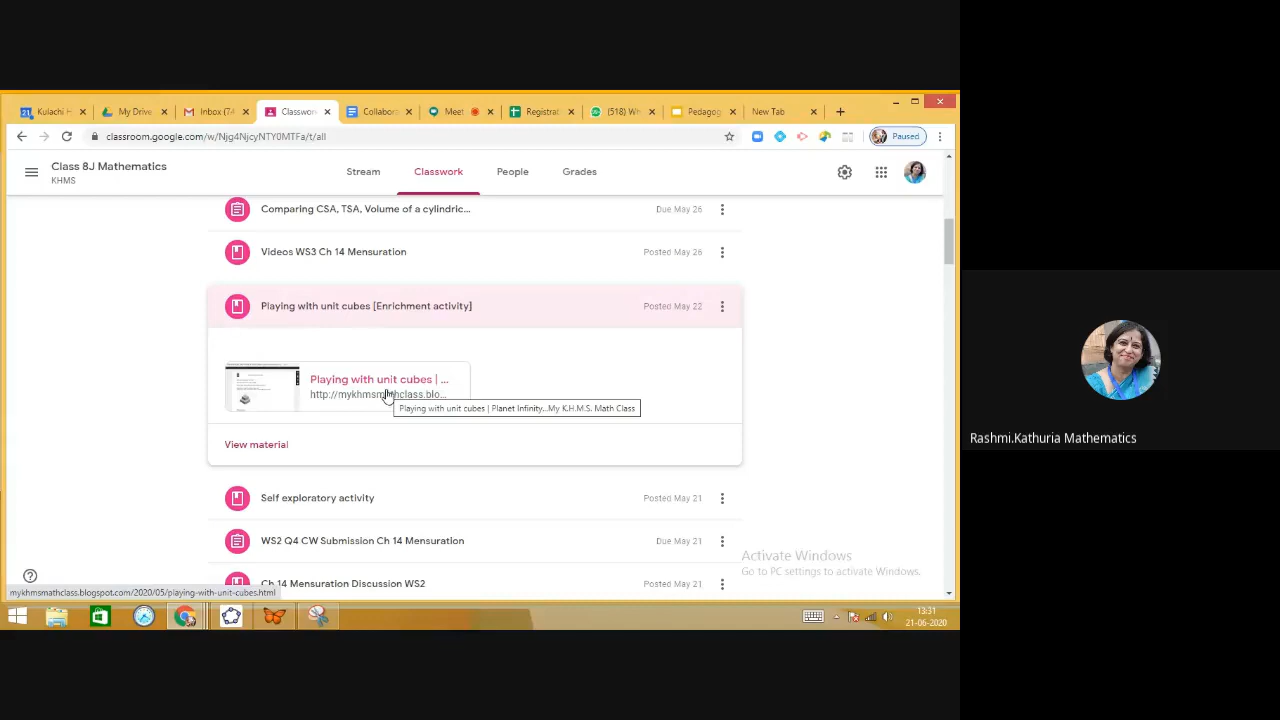 Kulachi H
My Drive
Inbox (74
Classwor
Collabora
Meet
Registrat
(518) Wh
Pedagog
New Tab
classroom.google.com/w/Njg4NjcyNTY0MTFa/t/all
Paused
Class 8J Mathematics
KHMS
Stream
Classwork
People
Grades
Comparing CSA, TSA, Volume of a cylindric...
Due May 26
Videos WS3 Ch 14 Mensuration
Posted May 26
Playing with unit cubes [Enrichment activity]
Posted May 22
Playing with unit cubes | ...
http://mykhmsmathclass.blo...
Playing with unit cubes | Planet Infinity...My K.H.M.S. Math Class
View material
Self exploratory activity
Posted May 21
WS2 Q4 CW Submission Ch 14 Mensuration
Due May 21
Ch 14 Mensuration Discussion WS2
Posted May 21
Activate Windows
Go to PC settings to activate Windows.
mykhmsmathclass.blogspot.com/2020/05/playing-with-unit-cubes.html
13:31
21-06-2020
Rashmi.Kathuria Mathematics